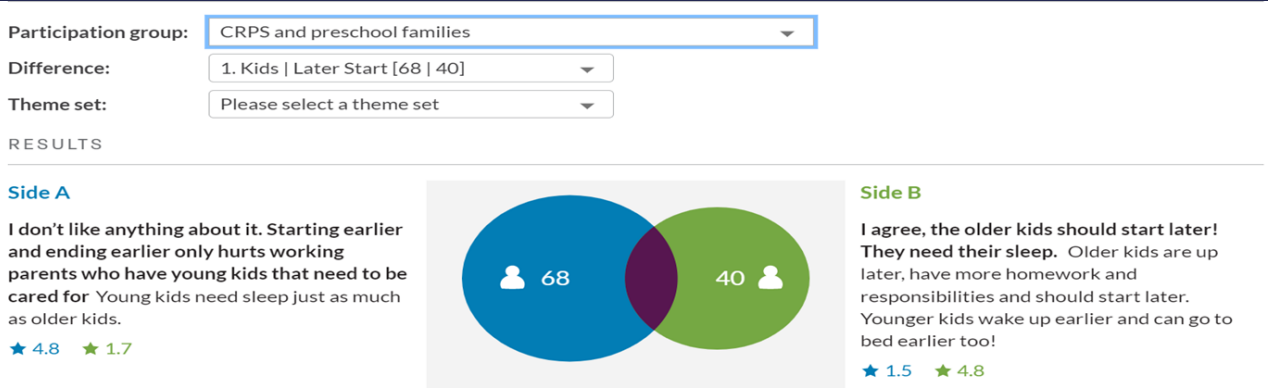 Participation group: CRPS and preschool families
Difference: 1. Kids | Later Start [68 | 40]
Theme set: Please select a theme set
RESULTS
Side A
I don’t like anything about it. Starting earlier
and ending earlier only hurts working
parents who have young kids that need to be
cared for Young kids need sleep just as much
as older kids.
★ 4.8 ★ 1.7
68
40
Side B
I agree, the older kids should start later!
They need their sleep. Older kids are up
later, have more homework and
responsibilities and should start later.
Younger kids wake up earlier and can go to
bed earlier too!
★ 1.5 ★ 4.8